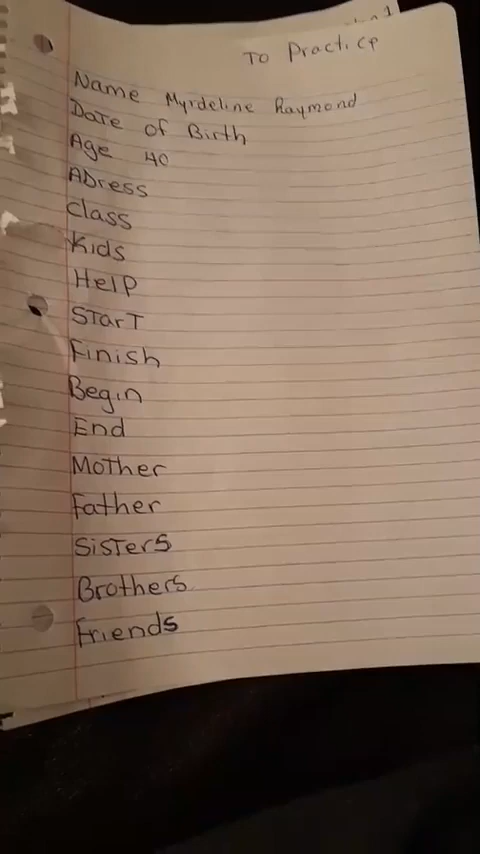 To Practice
Name Myrdeline Raymond
Date of Birth
Age 40
ADress
Class
Kids
Help
STarT
Finish
Begin
End
Mother
Father
SisTers
Brothers
Friends